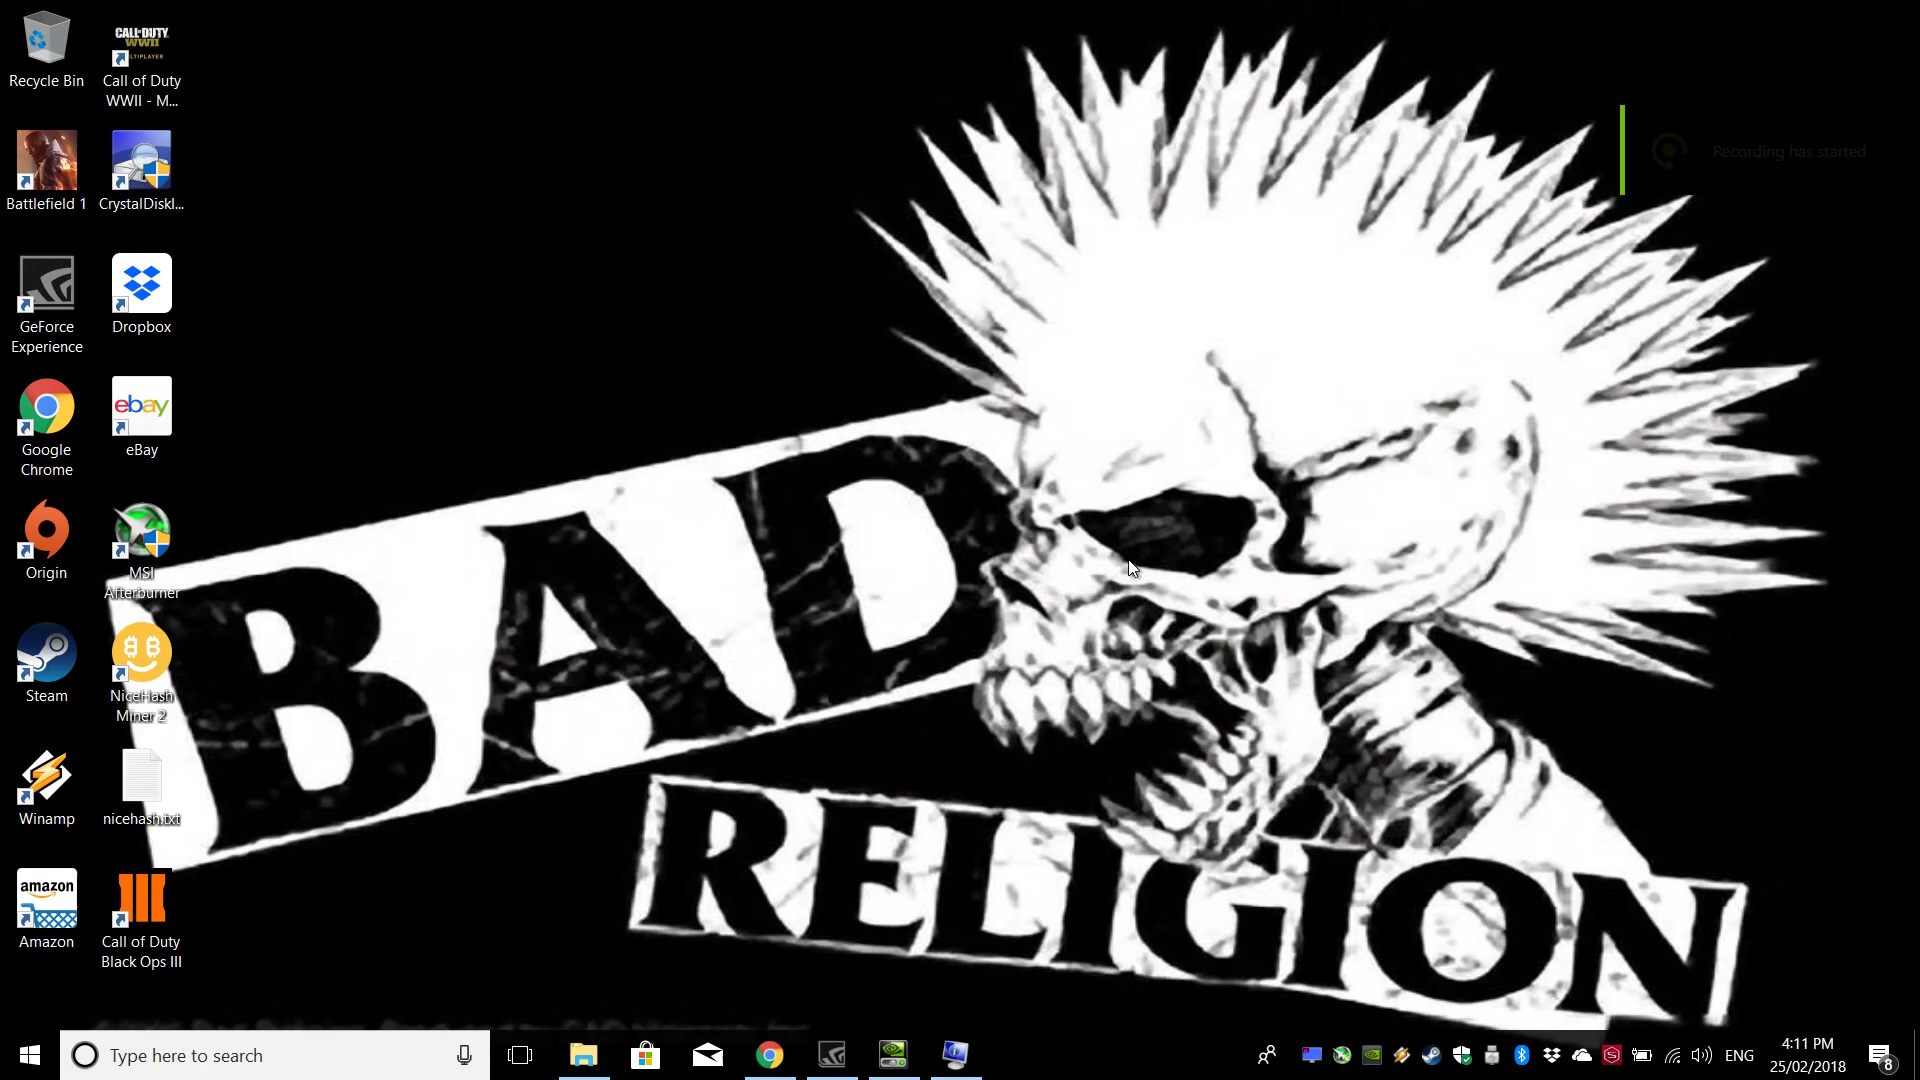 Recycle Bin
CALL OF DUTY
WWII
MULTIPLAYER
Call of Duty
WWII - M...
Battlefield 1
CrystalDiskI...
GeForce
Experience
Dropbox
Google
Chrome
ebay
eBay
Origin
MSI
Afterburner
Steam
NiceHash
Miner 2
Winamp
nicehash.txt
amazon
Amazon
Call of Duty
Black Ops III
Recording has started
BAD
RELIGION
Type here to search
ENG
4:11 PM
25/02/2018
8